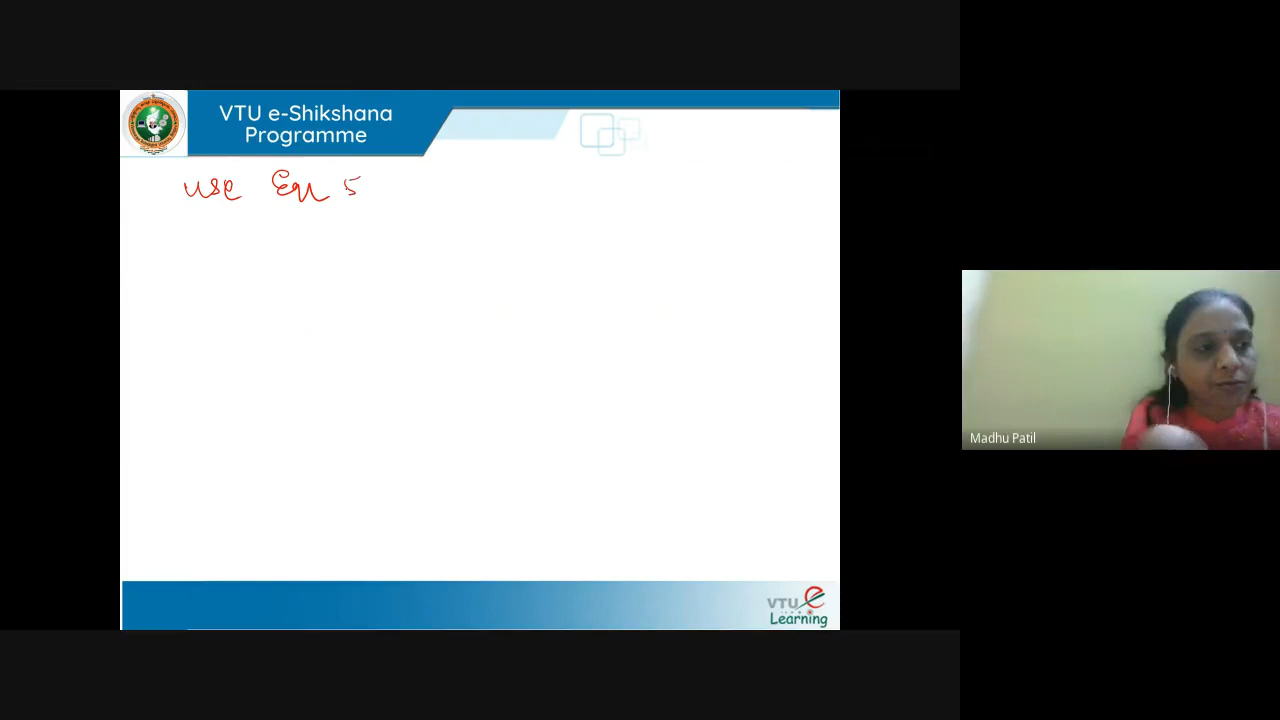 VTU e-Shikshana
Programme
use Eqn 5
Madhu Patil
VTU e
Learning